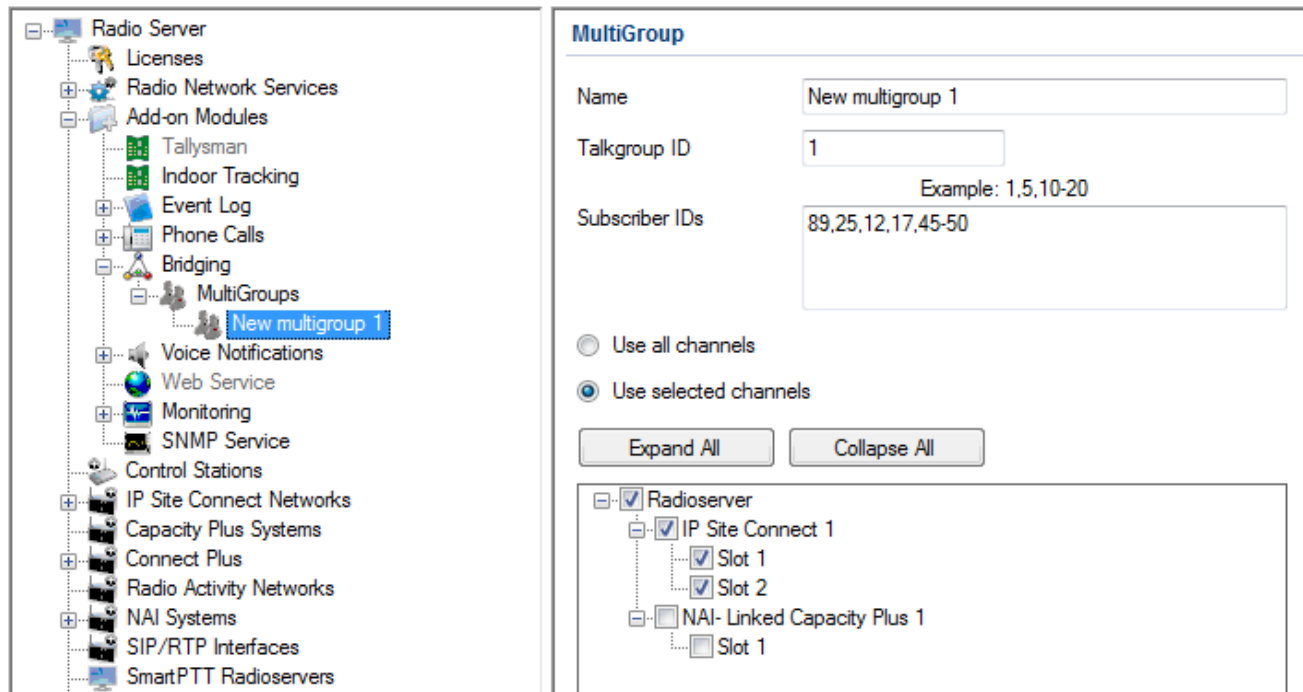 Radio Server
Licenses
Radio Network Services
Add-on Modules
Tallysman
Indoor Tracking
Event Log
Phone Calls
Bridging
MultiGroups
New multigroup 1
Voice Notifications
Web Service
Monitoring
SNMP Service
Control Stations
IP Site Connect Networks
Capacity Plus Systems
Connect Plus
Radio Activity Networks
NAI Systems
SIP/RTP Interfaces
SmartPTT Radioservers
MultiGroup
Name New multigroup 1
Talkgroup ID 1
Example: 1,5,10-20
Subscriber IDs 89,25,12,17,45-50
Use all channels
Use selected channels
Expand All Collapse All
Radioserver
IP Site Connect 1
Slot 1
Slot 2
NAI- Linked Capacity Plus 1
Slot 1